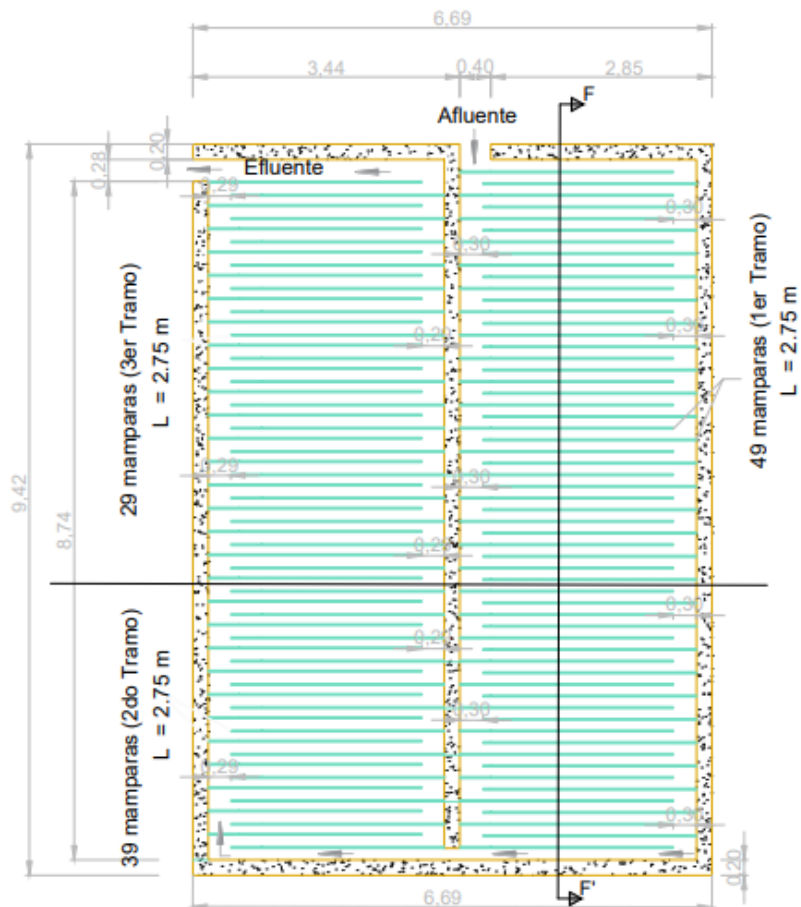 6,69
3,44
0,40
2,85
F
Afluente
0,20
0,28
Efluente
0,29
0,30
0,30
29 mamparas (3er Tramo)
L = 2.75 m
49 mamparas (1er Tramo)
L = 2.75 m
0,29
0,30
9,42
8,74
0,29
0,30
0,29
0,30
39 mamparas (2do Tramo)
L = 2.75 m
0,29
0,30
0,29
0,30
0,20
F'
6,69